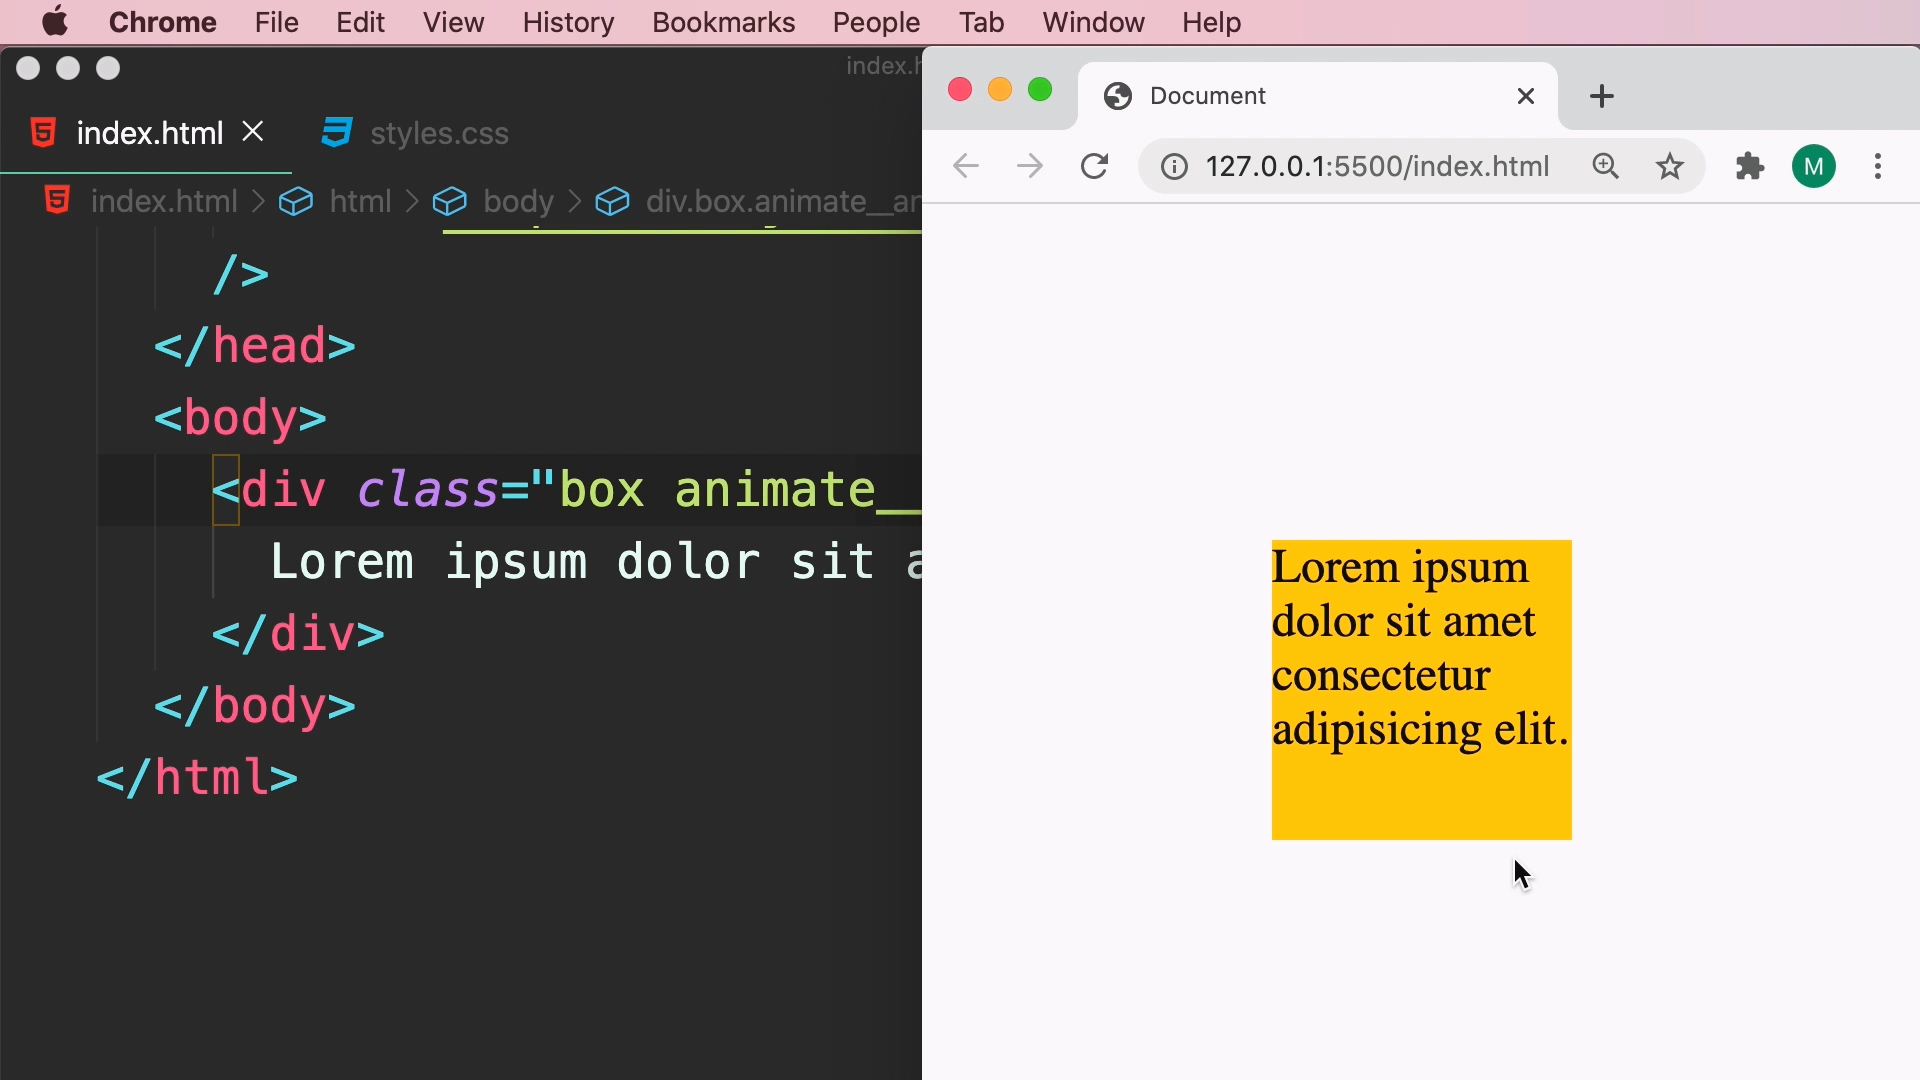 Chrome File Edit View History Bookmarks People Tab Window Help
index.h
index.html styles.css
index.html > html > body > div.box.animate__an
/>
</head>
<body>
<div class="box animate__
Lorem ipsum dolor sit a
</div>
</body>
</html>
Document
127.0.0.1:5500/index.html
M
Lorem ipsum
dolor sit amet
consectetur
adipisicing elit.